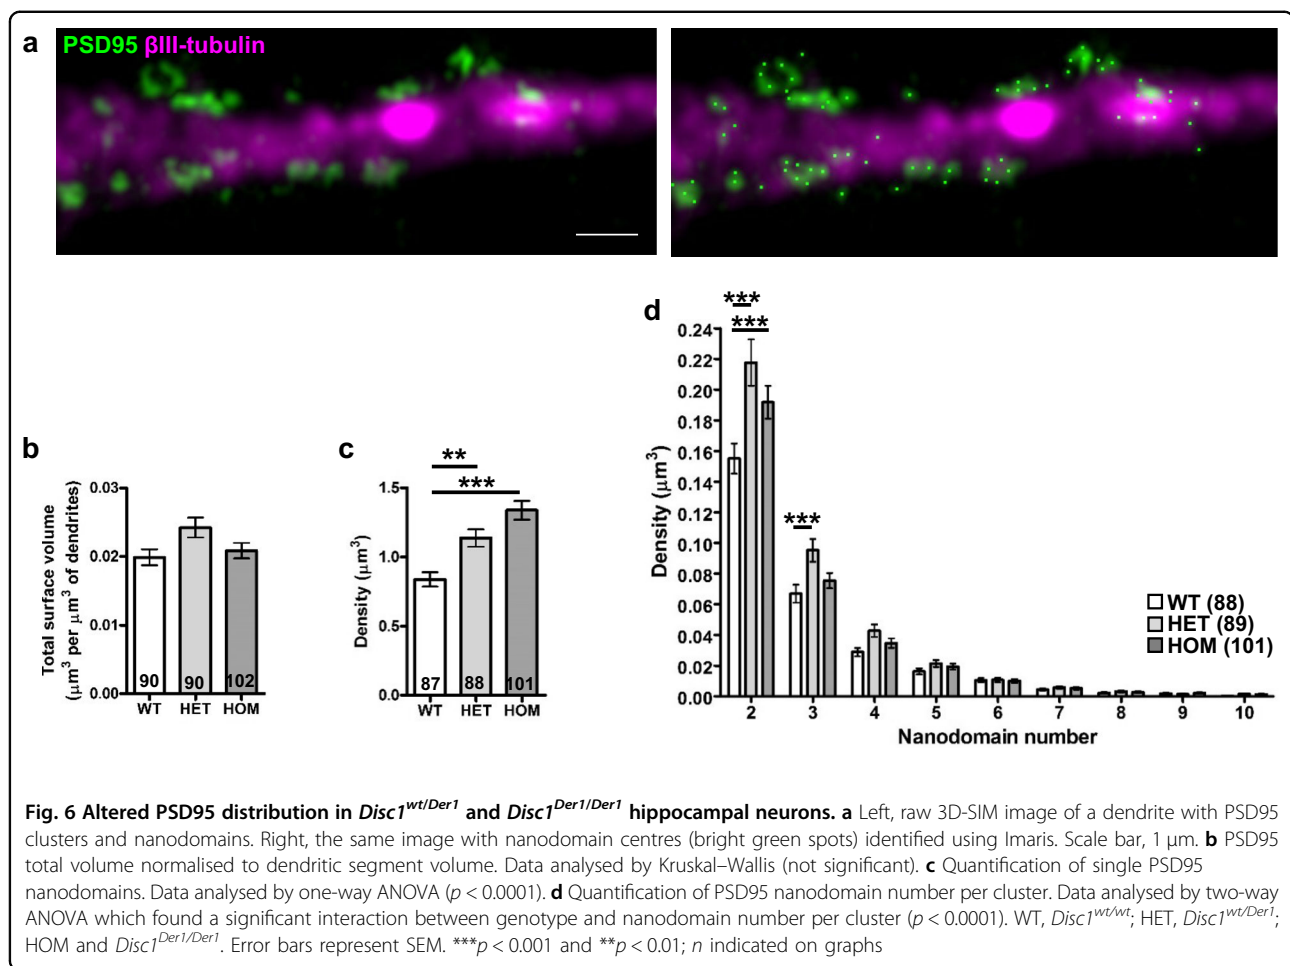 a
PSD95 βIII-tubulin
b
Total surface volume
(μm³ per μm³ of dendrites)
0.03
0.02
0.01
0.00
90
90
102
WT
HET
HOM
c
**
***
Density (μm³)
1.5
1.0
0.5
0.0
87
88
101
WT
HET
HOM
d
***
***
***
Density (μm³)
0.24
0.22
0.20
0.18
0.16
0.14
0.12
0.10
0.08
0.06
0.04
0.02
0.00
2 3 4 5 6 7 8 9 10
Nanodomain number
WT (88)
HET (89)
HOM (101)
Fig. 6 Altered PSD95 distribution in Disc1^wt/Der1 and Disc1^Der1/Der1 hippocampal neurons. a Left, raw 3D-SIM image of a dendrite with PSD95
clusters and nanodomains. Right, the same image with nanodomain centres (bright green spots) identified using Imaris. Scale bar, 1 μm. b PSD95
total volume normalised to dendritic segment volume. Data analysed by Kruskal–Wallis (not significant). c Quantification of single PSD95
nanodomains. Data analysed by one-way ANOVA (p < 0.0001). d Quantification of PSD95 nanodomain number per cluster. Data analysed by two-way
ANOVA which found a significant interaction between genotype and nanodomain number per cluster (p < 0.0001). WT, Disc1^wt/wt; HET, Disc1^wt/Der1;
HOM and Disc1^Der1/Der1. Error bars represent SEM. ***p < 0.001 and **p < 0.01; n indicated on graphs